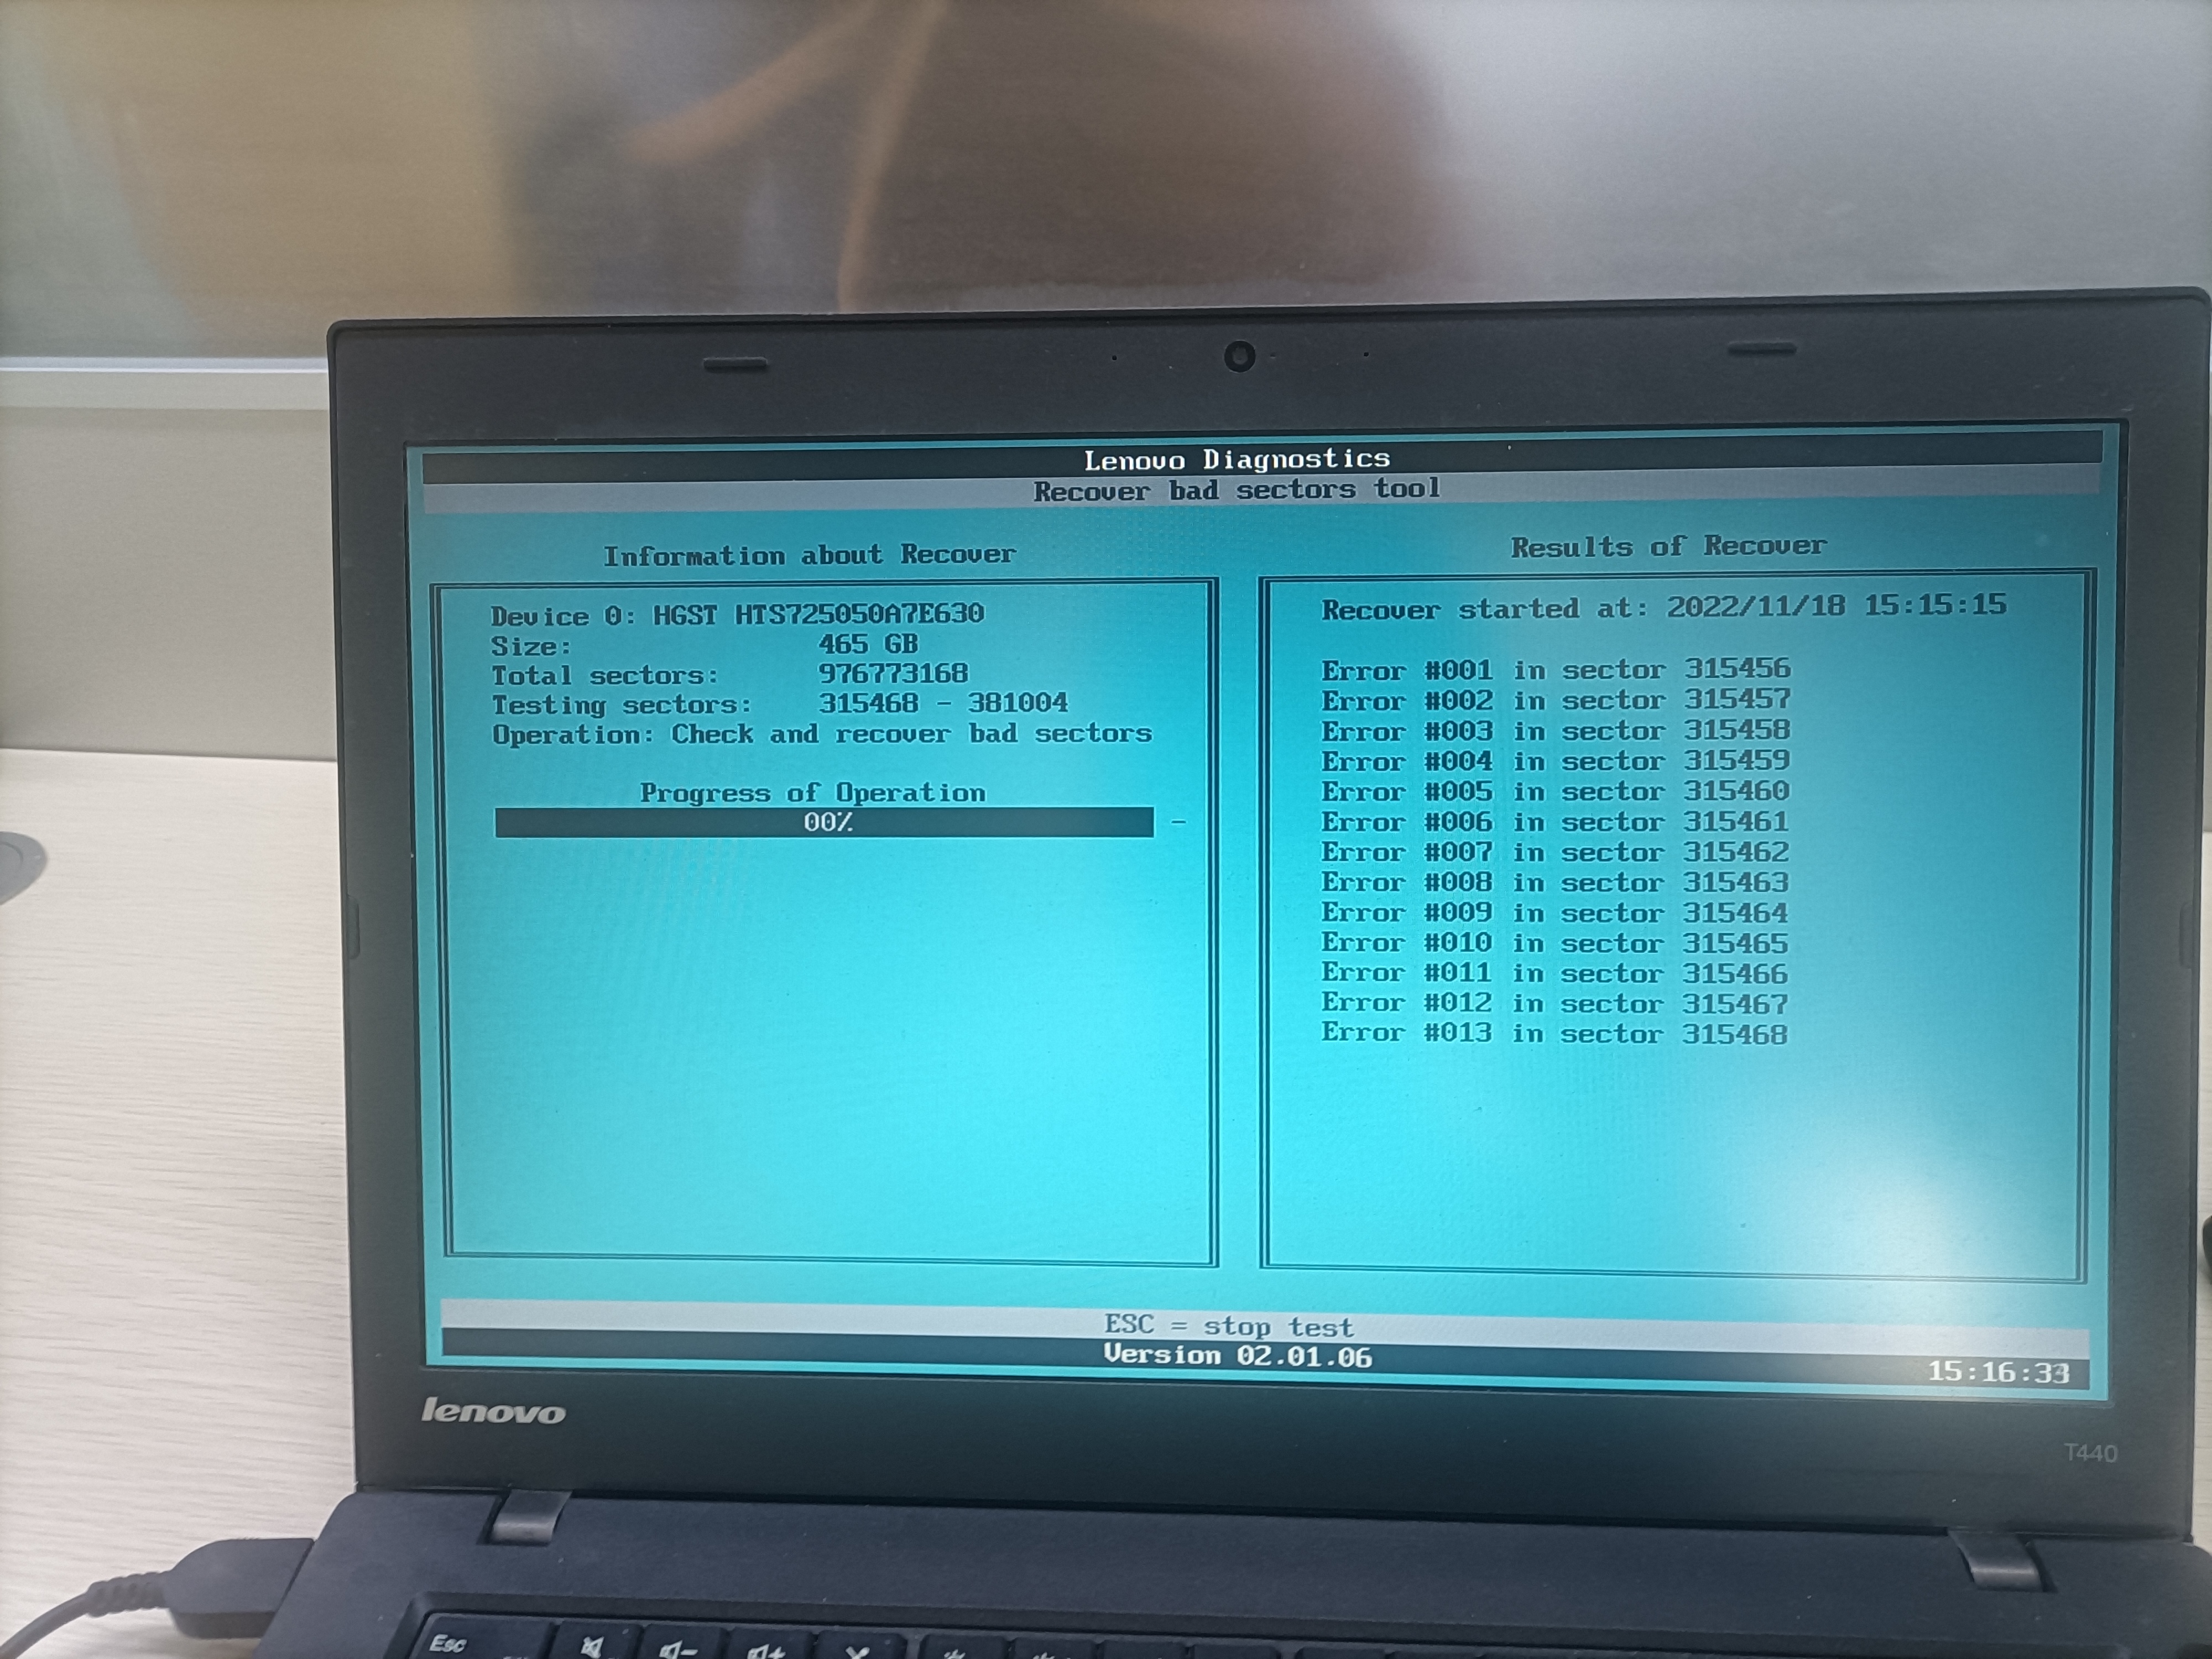 Lenovo Diagnostics
Recover bad sectors tool
Information about Recover
Device 0: HGST HTS725050A7E630
Size: 465 GB
Total sectors: 976773168
Testing sectors: 315468 - 381004
Operation: Check and recover bad sectors
Progress of Operation
00% -
Results of Recover
Recover started at: 2022/11/18 15:15:15
Error #001 in sector 315456
Error #002 in sector 315457
Error #003 in sector 315458
Error #004 in sector 315459
Error #005 in sector 315460
Error #006 in sector 315461
Error #007 in sector 315462
Error #008 in sector 315463
Error #009 in sector 315464
Error #010 in sector 315465
Error #011 in sector 315466
Error #012 in sector 315467
Error #013 in sector 315468
ESC = stop test
Version 02.01.06
lenovo
T440
Esc